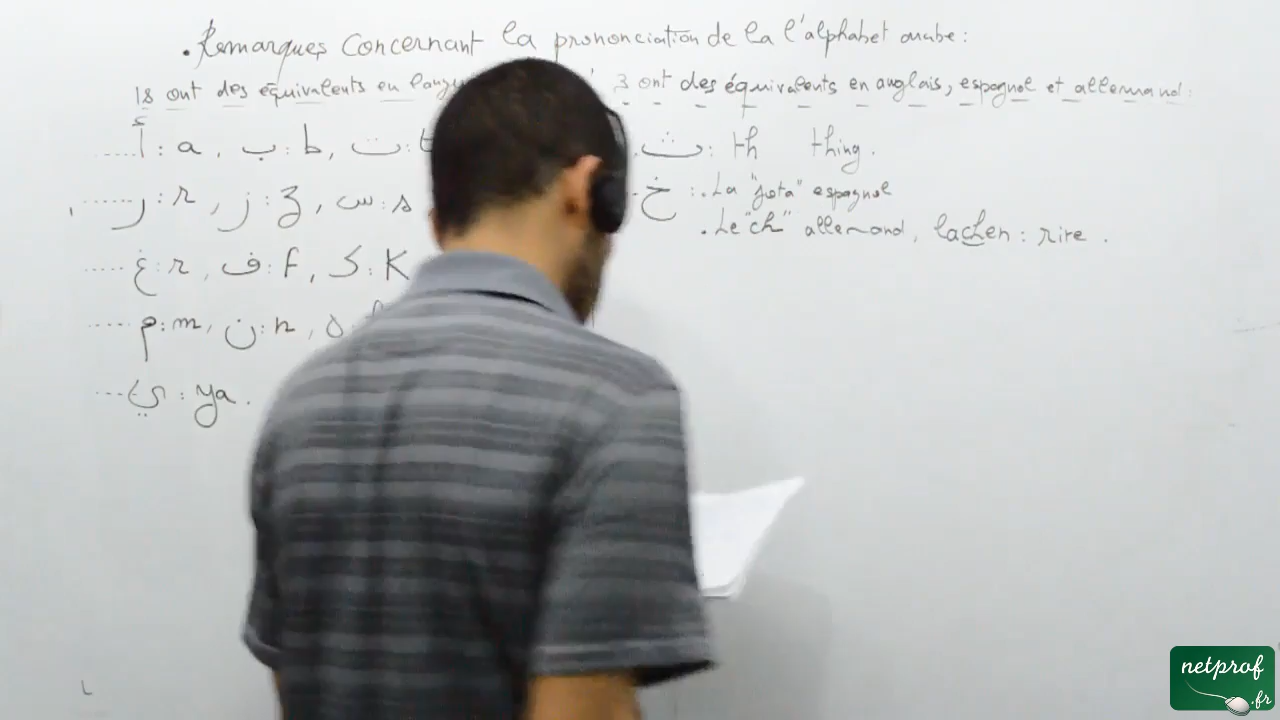 . Remarques concernant la prononciation de la l'alphabet arabe :
18 ont des équivalents en 3 ont des équivalents en anglais, espagnol et allemand :
أ : a, ب : b, ت : ث : th thing.
ر : r, ز : z, س : s خ : . La "jota" espagnol
. Le "ch" allemand, lachen : rire .
غ : r, ف : f, ك : K
م : m, ن : n,
ي : ya.
netprof
.fr